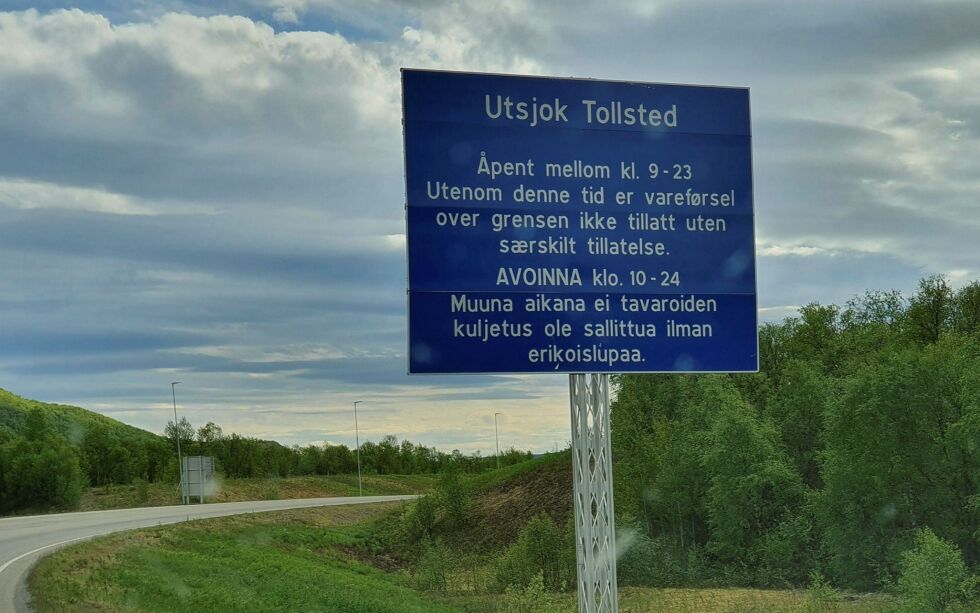 Utsjok Tollsted
Åpent mellom kl. 9-23
Utenom denne tid er vareførsel
over grensen ikke tillatt uten
særskilt tillatelse.
AVOINNA klo. 10-24
Muuna aikana ei tavaroiden
kuljetus ole sallittua ilman
erikoislupaa.